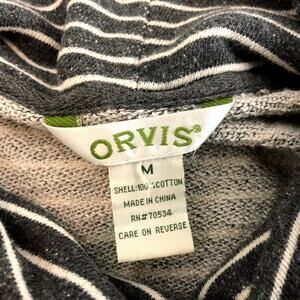 ORVIS®
M
SHELL:100%COTTON
MADE IN CHINA
RN#70534
CARE ON REVERSE